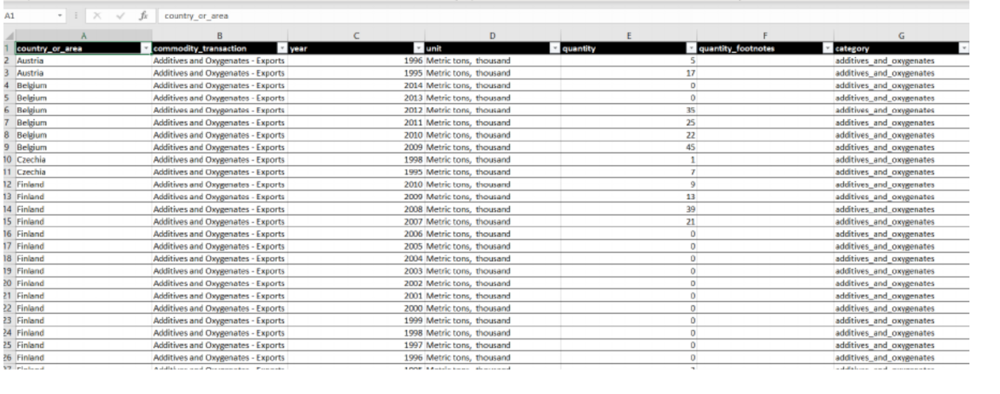 A1 fx country_or_area
A B C D E F G
1 country_or_area commodity_transaction year unit quantity quantity_footnotes category
2 Austria Additives and Oxygenates - Exports 1996 Metric tons, thousand 5 additives_and_oxygenates
3 Austria Additives and Oxygenates - Exports 1995 Metric tons, thousand 17 additives_and_oxygenates
4 Belgium Additives and Oxygenates - Exports 2014 Metric tons, thousand 0 additives_and_oxygenates
5 Belgium Additives and Oxygenates - Exports 2013 Metric tons, thousand 0 additives_and_oxygenates
6 Belgium Additives and Oxygenates - Exports 2012 Metric tons, thousand 35 additives_and_oxygenates
7 Belgium Additives and Oxygenates - Exports 2011 Metric tons, thousand 25 additives_and_oxygenates
8 Belgium Additives and Oxygenates - Exports 2010 Metric tons, thousand 22 additives_and_oxygenates
9 Belgium Additives and Oxygenates - Exports 2009 Metric tons, thousand 45 additives_and_oxygenates
10 Czechia Additives and Oxygenates - Exports 1998 Metric tons, thousand 1 additives_and_oxygenates
11 Czechia Additives and Oxygenates - Exports 1995 Metric tons, thousand 7 additives_and_oxygenates
12 Finland Additives and Oxygenates - Exports 2010 Metric tons, thousand 9 additives_and_oxygenates
13 Finland Additives and Oxygenates - Exports 2009 Metric tons, thousand 13 additives_and_oxygenates
14 Finland Additives and Oxygenates - Exports 2008 Metric tons, thousand 39 additives_and_oxygenates
15 Finland Additives and Oxygenates - Exports 2007 Metric tons, thousand 21 additives_and_oxygenates
16 Finland Additives and Oxygenates - Exports 2006 Metric tons, thousand 0 additives_and_oxygenates
17 Finland Additives and Oxygenates - Exports 2005 Metric tons, thousand 0 additives_and_oxygenates
18 Finland Additives and Oxygenates - Exports 2004 Metric tons, thousand 0 additives_and_oxygenates
19 Finland Additives and Oxygenates - Exports 2003 Metric tons, thousand 0 additives_and_oxygenates
20 Finland Additives and Oxygenates - Exports 2002 Metric tons, thousand 0 additives_and_oxygenates
21 Finland Additives and Oxygenates - Exports 2001 Metric tons, thousand 0 additives_and_oxygenates
22 Finland Additives and Oxygenates - Exports 2000 Metric tons, thousand 0 additives_and_oxygenates
23 Finland Additives and Oxygenates - Exports 1999 Metric tons, thousand 0 additives_and_oxygenates
24 Finland Additives and Oxygenates - Exports 1998 Metric tons, thousand 0 additives_and_oxygenates
25 Finland Additives and Oxygenates - Exports 1997 Metric tons, thousand 0 additives_and_oxygenates
26 Finland Additives and Oxygenates - Exports 1996 Metric tons, thousand 0 additives_and_oxygenates